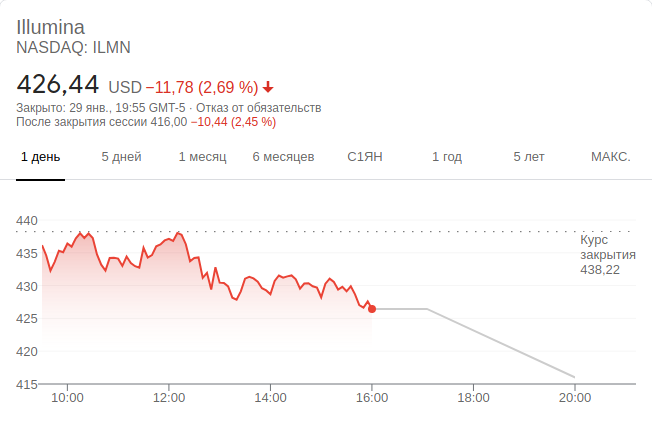 Illumina
NASDAQ: ILMN
426,44 USD −11,78 (2,69 %)
Закрыто: 29 янв., 19:55 GMT-5 · Отказ от обязательств
После закрытия сессии 416,00 −10,44 (2,45 %)
1 день 5 дней 1 месяц 6 месяцев С1ЯН 1 год 5 лет МАКС.
440
Курс
закрытия
438,22
435
430
425
420
415
10:00 12:00 14:00 16:00 18:00 20:00